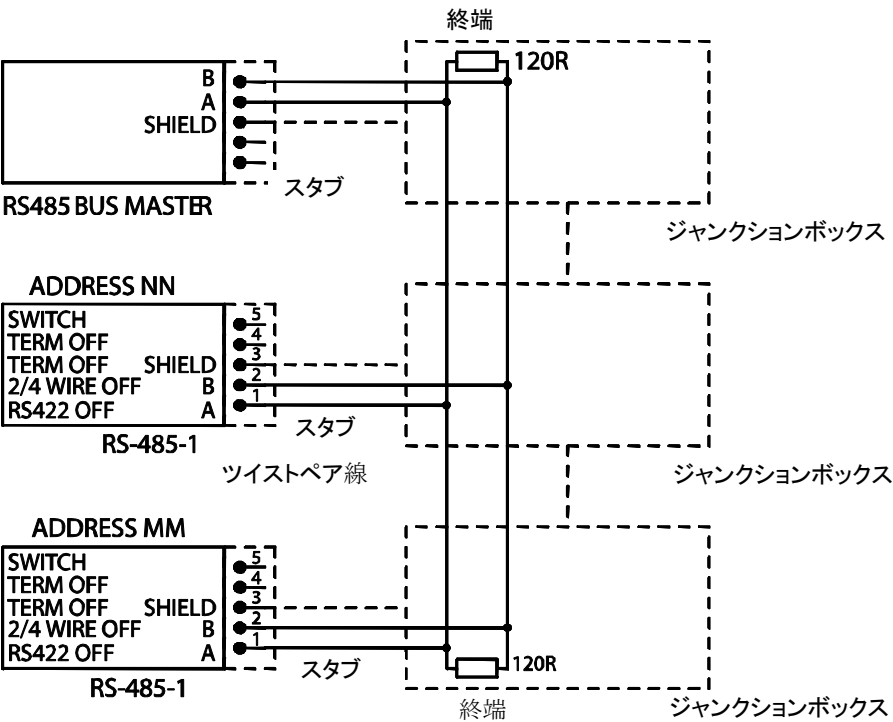 終端
120R
B
A
SHIELD
スタブ
RS485 BUS MASTER
ジャンクションボックス
ADDRESS NN
SWITCH 5
TERM OFF 4
TERM OFF SHIELD 3
2/4 WIRE OFF B 2
RS422 OFF A 1
スタブ
RS-485-1
ツイストペア線
ジャンクションボックス
ADDRESS MM
SWITCH 5
TERM OFF 4
TERM OFF SHIELD 3
2/4 WIRE OFF B 2
RS422 OFF A 1
120R
スタブ
RS-485-1
終端
ジャンクションボックス